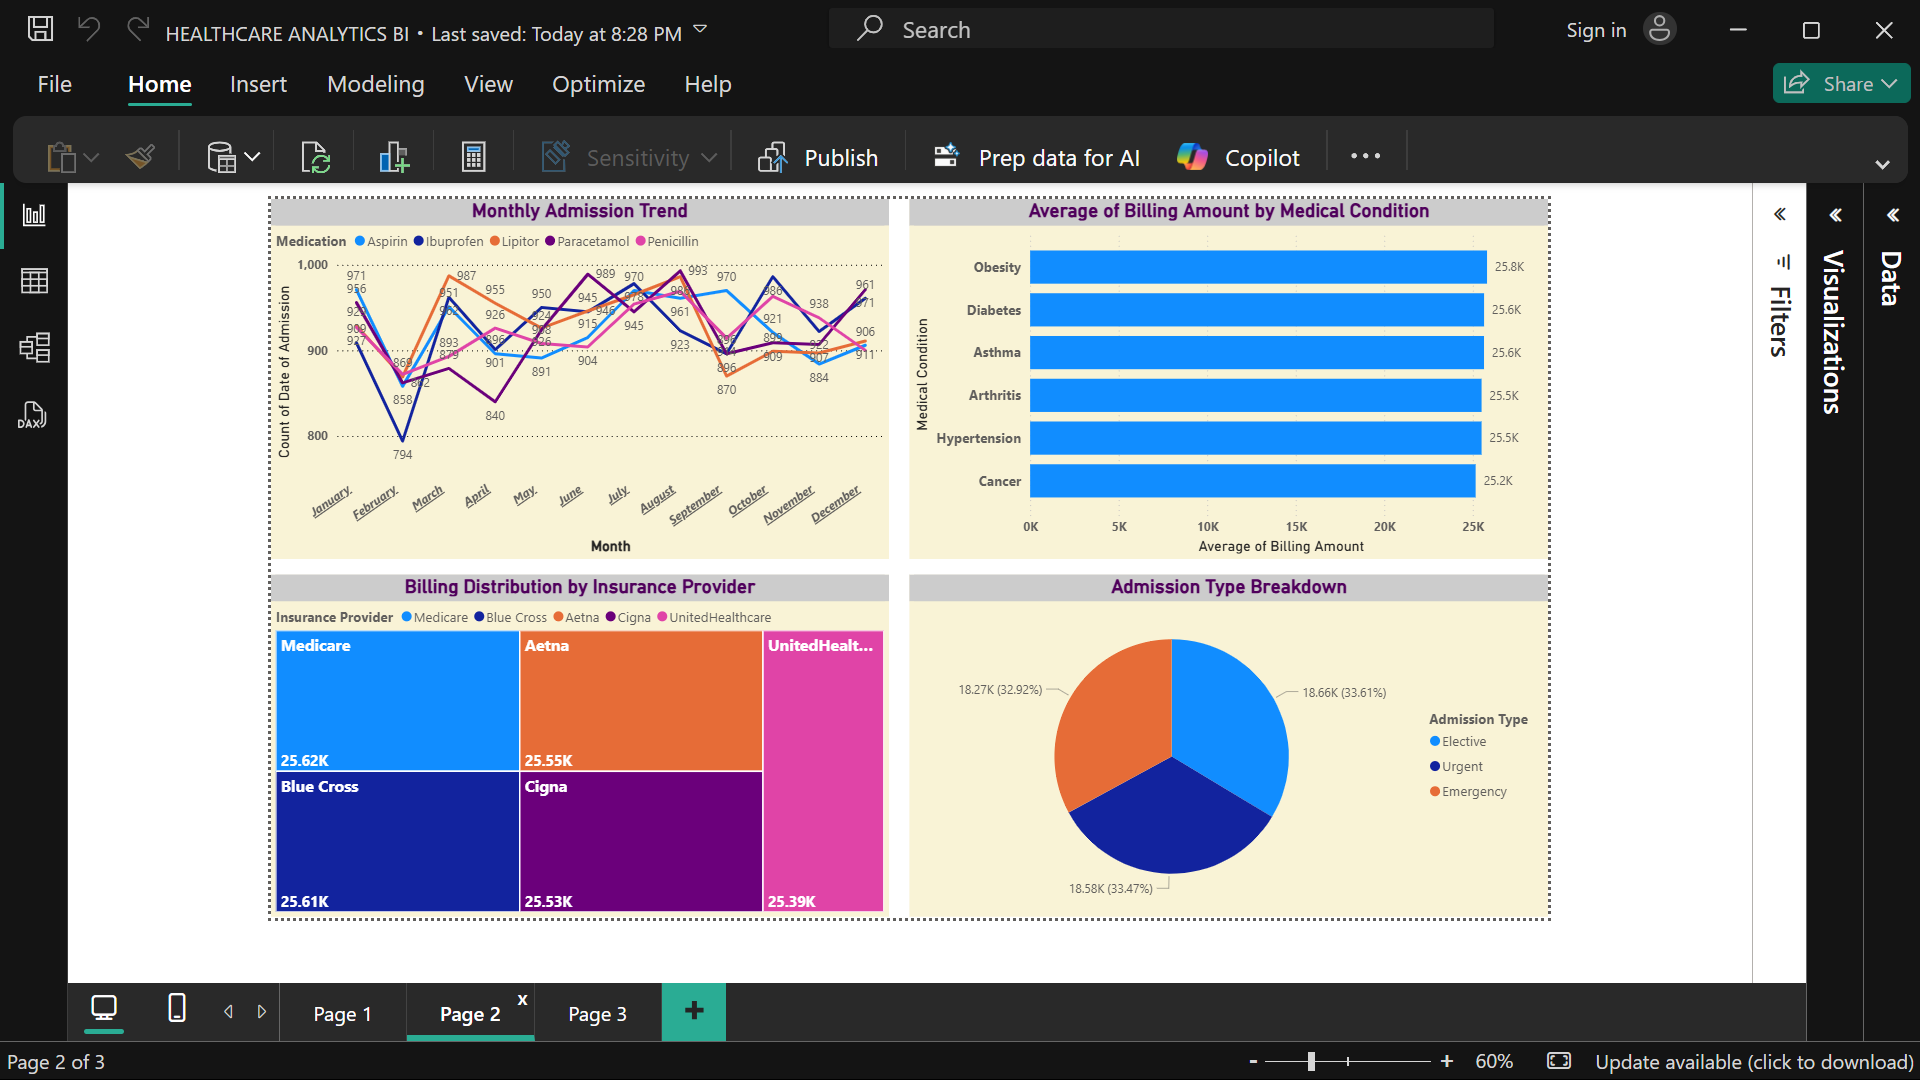 HEALTHCARE ANALYTICS BI • Last saved: Today at 8:28 PM
Search
Sign in
File Home Insert Modeling View Optimize Help
Share
Sensitivity
Publish
Prep data for AI
Copilot
Monthly Admission Trend
Medication Aspirin Ibuprofen Lipitor Paracetamol Penicillin
Count of Date of Admission
1,000
900
800
971 987 989 970 993 970 961
956 951 955 950 945 986 938 971
926 924 915 945 961 921 906
909 893 896 904 923 899 911
927 879 901 891 896 909 907
869 862 858 840 870 884
794
January February March April May June July August September October November December
Month
Average of Billing Amount by Medical Condition
Medical Condition
Obesity 25.8K
Diabetes 25.6K
Asthma 25.6K
Arthritis 25.5K
Hypertension 25.5K
Cancer 25.2K
0K 5K 10K 15K 20K 25K
Average of Billing Amount
Billing Distribution by Insurance Provider
Insurance Provider Medicare Blue Cross Aetna Cigna UnitedHealthcare
Medicare Aetna UnitedHealt...
25.62K 25.55K
Blue Cross Cigna
25.61K 25.53K 25.39K
Admission Type Breakdown
18.27K (32.92%)
18.66K (33.61%)
18.58K (33.47%)
Admission Type
Elective
Urgent
Emergency
Filters
Visualizations
Data
DAX
Page 1
Page 2 x
Page 3
+
Page 2 of 3
- + 60%
Update available (click to download)